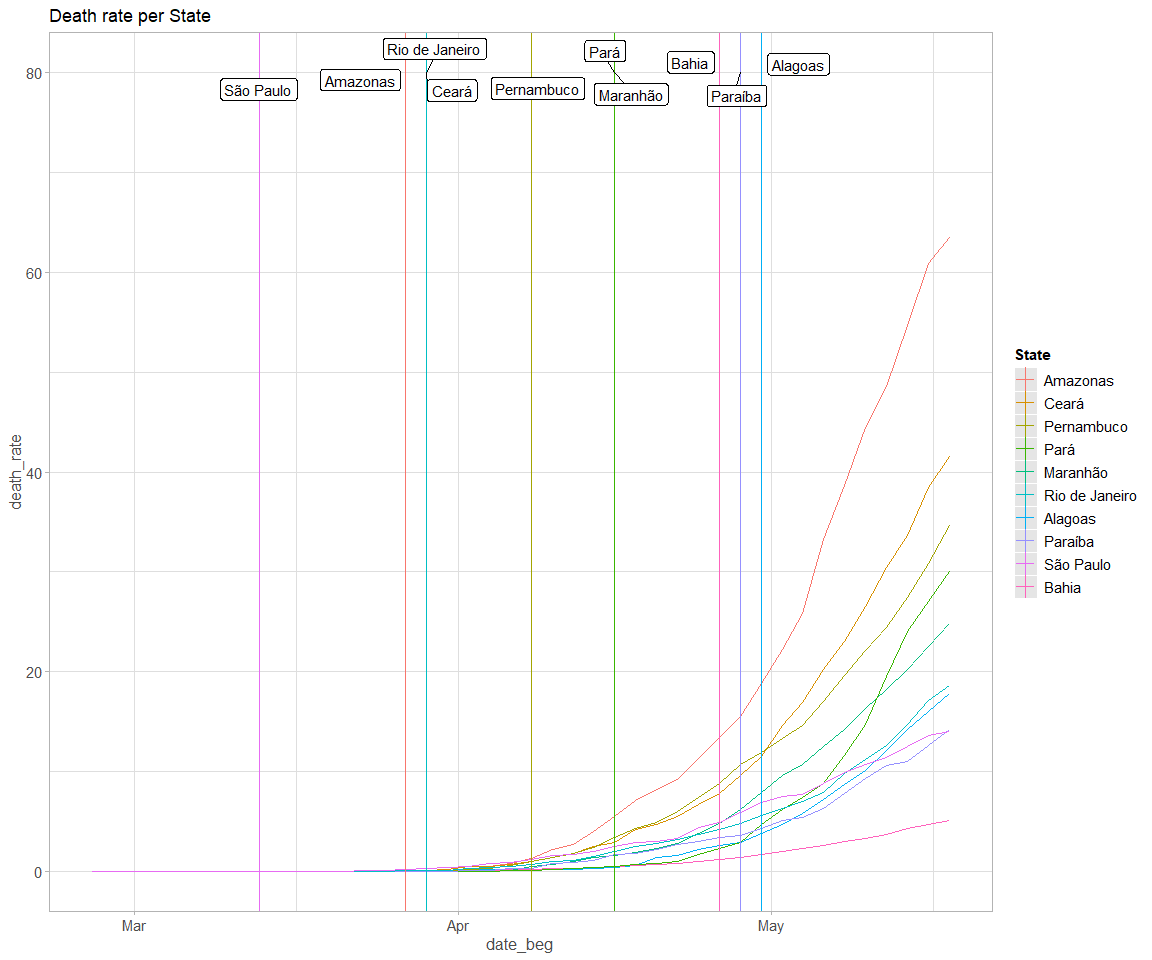 Death rate per State
Rio de Janeiro
Pará
Bahia
Alagoas
São Paulo
Amazonas
Ceará
Pernambuco
Maranhão
Paraíba
80
60
40
20
0
death_rate
Mar
Apr
May
date_beg
State
Amazonas
Ceará
Pernambuco
Pará
Maranhão
Rio de Janeiro
Alagoas
Paraíba
São Paulo
Bahia